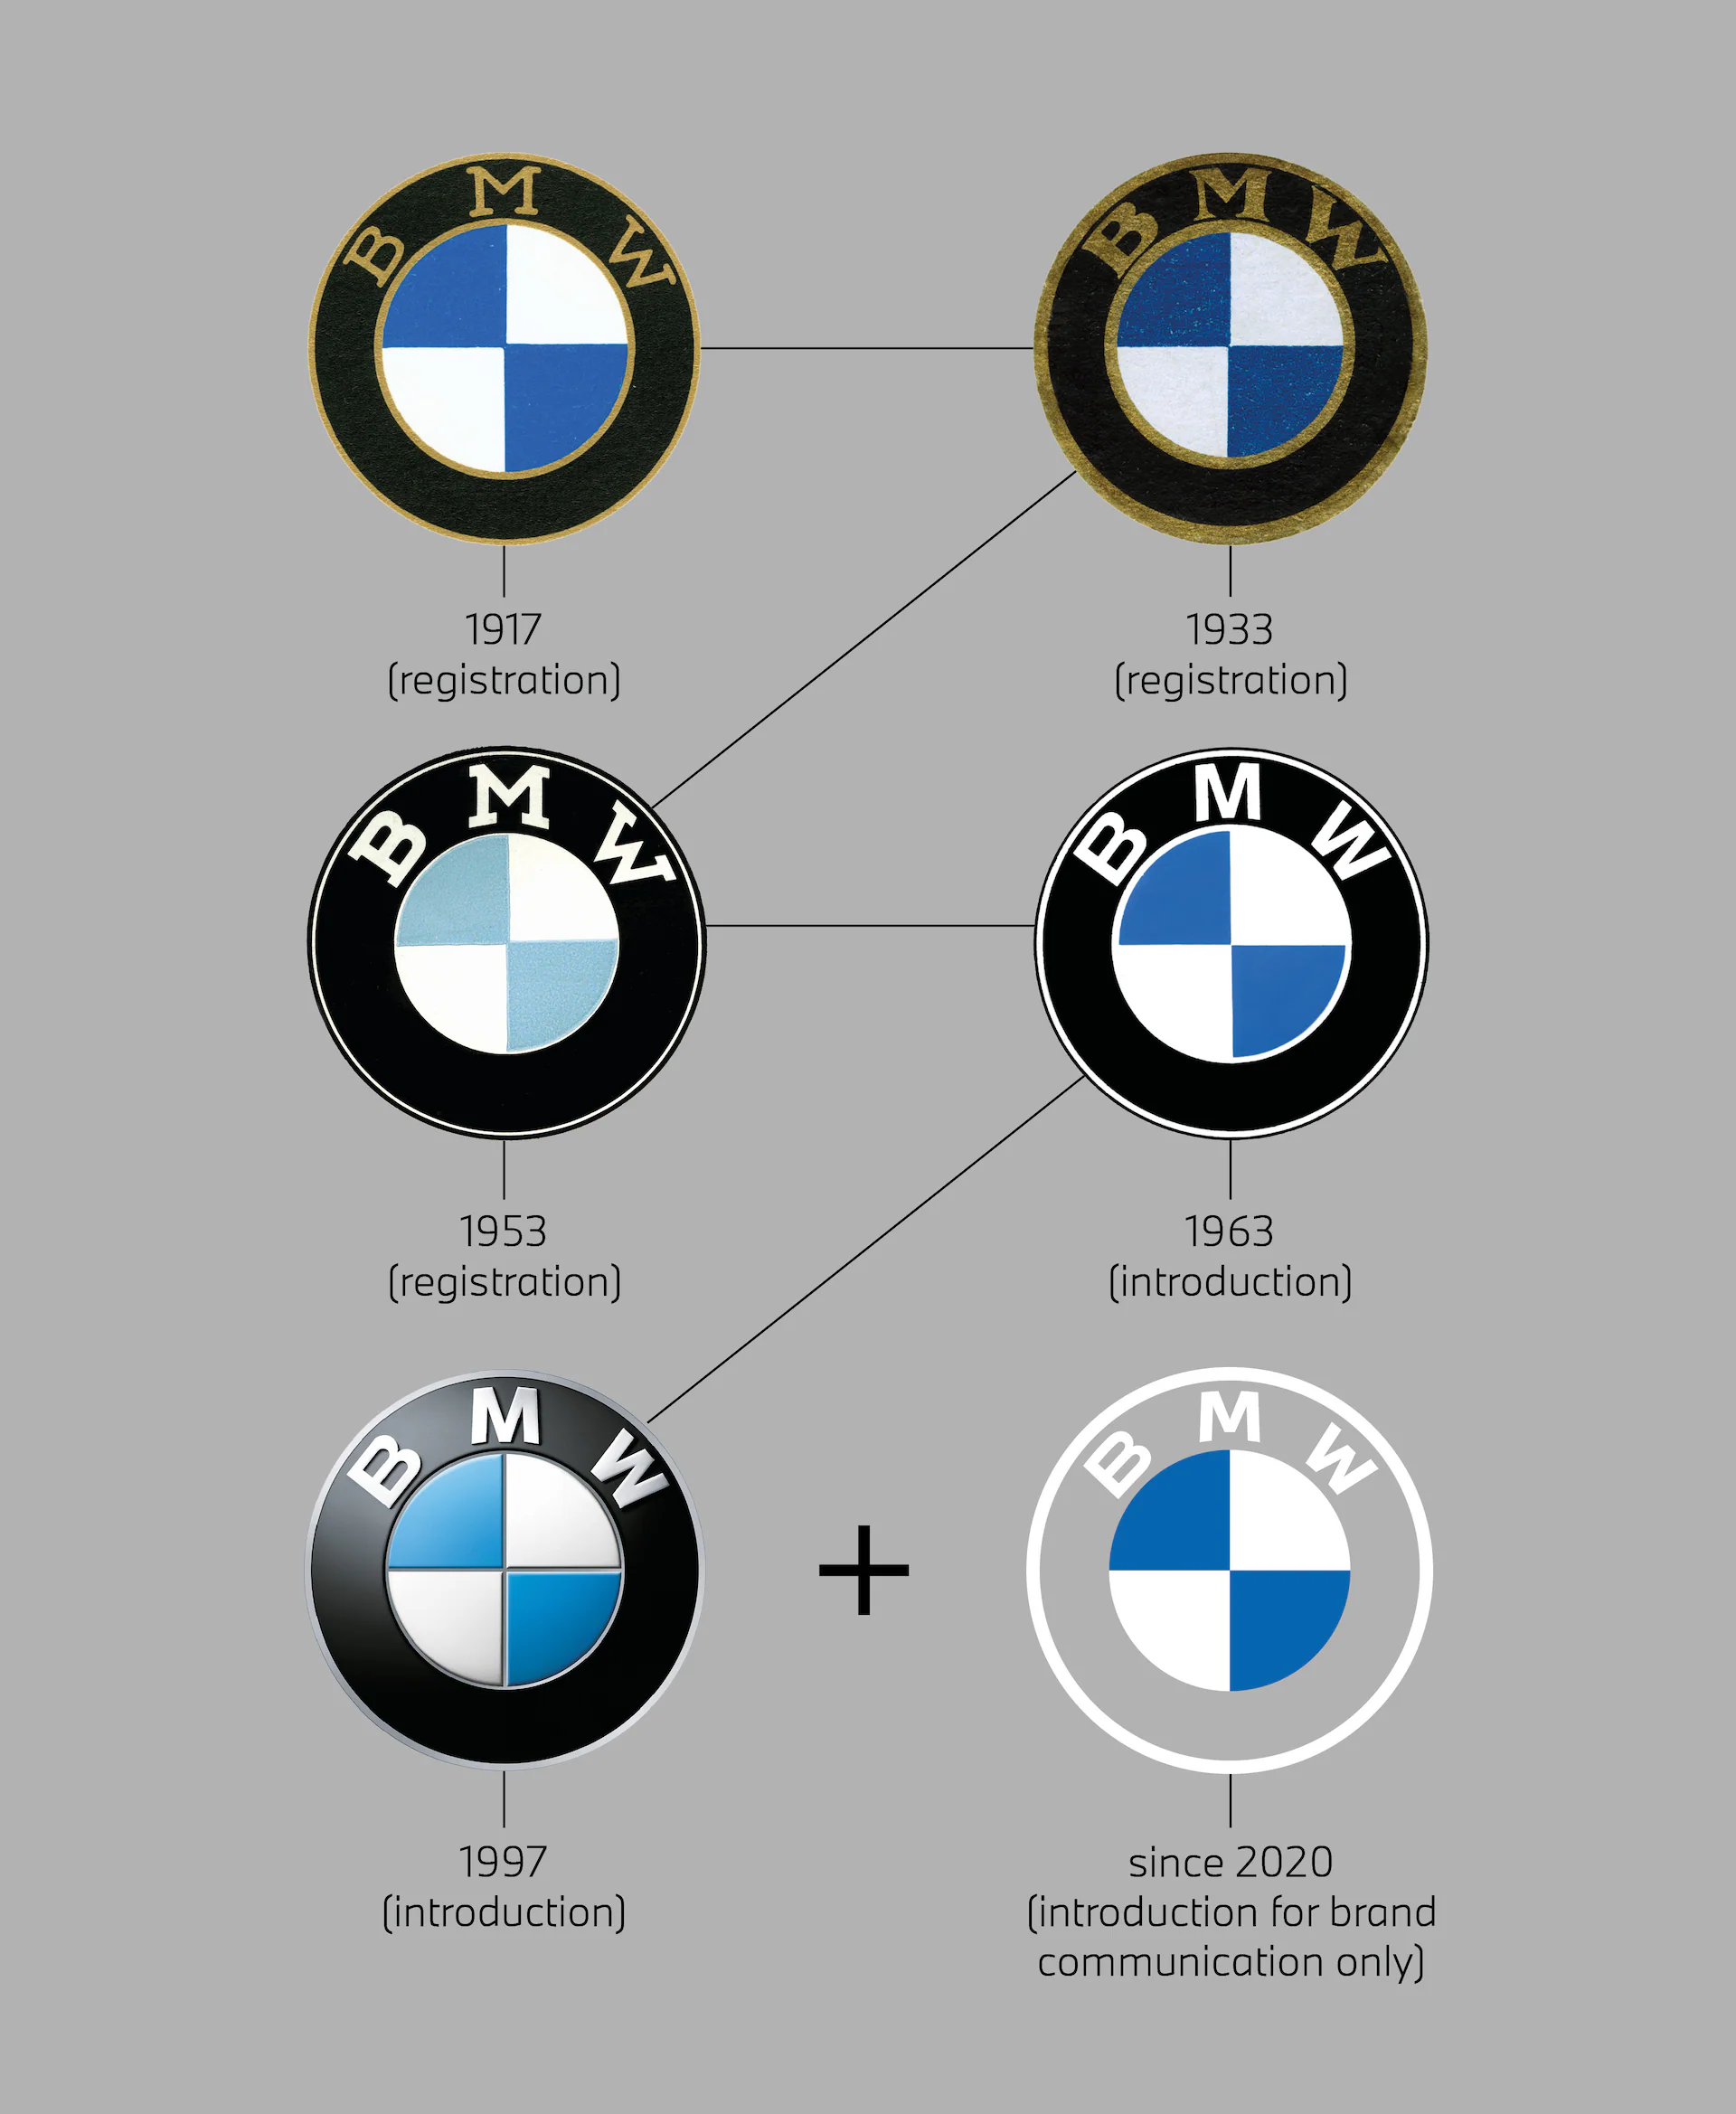 BMW
BMW
1917
(registration)
1933
(registration)
BMW
BMW
1953
(registration)
1963
(introduction)
BMW
+
BMW
1997
(introduction)
since 2020
(introduction for brand
communication only)